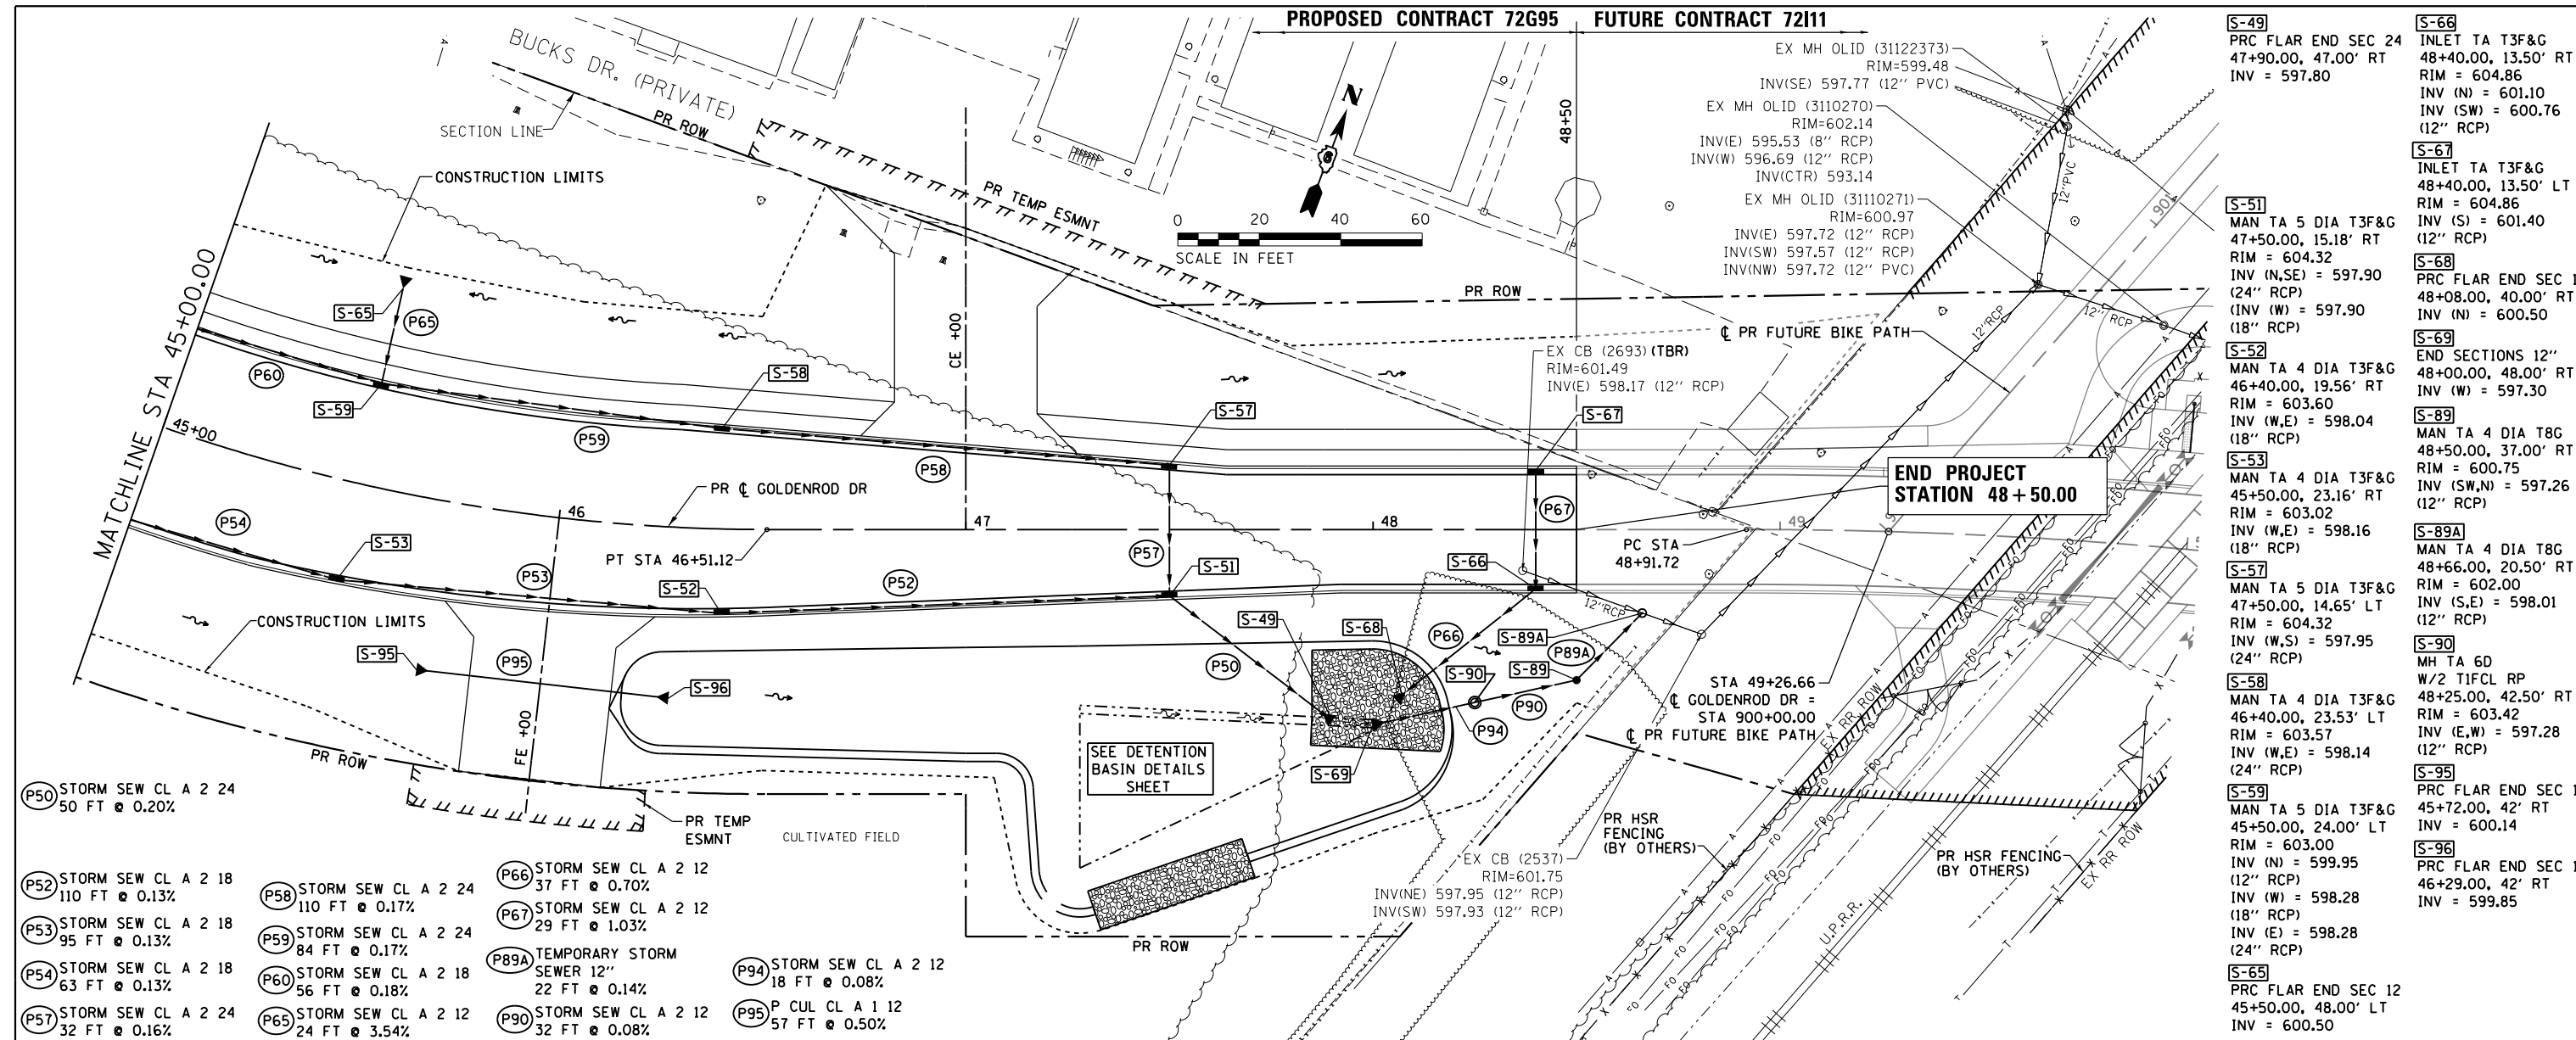 PROPOSED CONTRACT 72G95
FUTURE CONTRACT 72I11
BUCKS DR. (PRIVATE)
SECTION LINE
PR ROW
CONSTRUCTION LIMITS
PR TEMP ESMNT
N
0 20 40 60
SCALE IN FEET
48+50
EX MH OLID (31122373)
RIM=599.48
INV(SE) 597.77 (12'' PVC)
EX MH OLID (3110270)
RIM=602.14
INV(E) 595.53 (8'' RCP)
INV(W) 596.69 (12'' RCP)
INV(CTR) 593.14
EX MH OLID (31110271)
RIM=600.97
INV(E) 597.72 (12'' RCP)
INV(SW) 597.57 (12'' RCP)
INV(NW) 597.72 (12'' PVC)
12''PVC
901
PR ROW
℄ PR FUTURE BIKE PATH
12''RCP
12'' RCP
EX CB (2693) (TBR)
RIM=601.49
INV(E) 598.17 (12'' RCP)
MATCHLINE STA 45+00.00
S-65
P65
P60
S-59
P59
S-58
CE +00
P58
S-57
S-67
45+00
PR ℄ GOLDENROD DR
46
47
48
49
PT STA 46+51.12
P67
P57
END PROJECT
STATION 48+50.00
PC STA
48+91.72
P54
S-53
P53
S-52
P52
S-51
S-66
12''RCP
CONSTRUCTION LIMITS
S-95
P95
S-96
FE +00
S-49
S-68
P50
P66
S-89A
P89A
S-90
S-89
P90
P94
S-69
SEE DETENTION
BASIN DETAILS
SHEET
STA 49+26.66
℄ GOLDENROD DR =
STA 900+00.00
℄ PR FUTURE BIKE PATH
EX RR ROW
PR ROW
PR TEMP
ESMNT
CULTIVATED FIELD
PR ROW
EX CB (2537)
RIM=601.75
INV(NE) 597.95 (12'' RCP)
INV(SW) 597.93 (12'' RCP)
PR HSR
FENCING
(BY OTHERS)
U.P.R.R.
PR HSR FENCING
(BY OTHERS)
EX RR ROW
P50 STORM SEW CL A 2 24
50 FT @ 0.20%
P52 STORM SEW CL A 2 18
110 FT @ 0.13%
P53 STORM SEW CL A 2 18
95 FT @ 0.13%
P54 STORM SEW CL A 2 18
63 FT @ 0.13%
P57 STORM SEW CL A 2 24
32 FT @ 0.16%
P58 STORM SEW CL A 2 24
110 FT @ 0.17%
P59 STORM SEW CL A 2 24
84 FT @ 0.17%
P60 STORM SEW CL A 2 18
56 FT @ 0.18%
P65 STORM SEW CL A 2 12
24 FT @ 3.54%
P66 STORM SEW CL A 2 12
37 FT @ 0.70%
P67 STORM SEW CL A 2 12
29 FT @ 1.03%
P89A TEMPORARY STORM
SEWER 12''
22 FT @ 0.14%
P90 STORM SEW CL A 2 12
32 FT @ 0.08%
P94 STORM SEW CL A 2 12
18 FT @ 0.08%
P95 P CUL CL A 1 12
57 FT @ 0.50%
S-49
PRC FLAR END SEC 24
47+90.00, 47.00' RT
INV = 597.80
S-51
MAN TA 5 DIA T3F&G
47+50.00, 15.18' RT
RIM = 604.32
INV (N,SE) = 597.90
(24'' RCP)
(INV (W) = 597.90
(18'' RCP)
S-52
MAN TA 4 DIA T3F&G
46+40.00, 19.56' RT
RIM = 603.60
INV (W,E) = 598.04
(18'' RCP)
S-53
MAN TA 4 DIA T3F&G
45+50.00, 23.16' RT
RIM = 603.02
INV (W,E) = 598.16
(18'' RCP)
S-57
MAN TA 5 DIA T3F&G
47+50.00, 14.65' LT
RIM = 604.32
INV (W,S) = 597.95
(24'' RCP)
S-58
MAN TA 4 DIA T3F&G
46+40.00, 23.53' LT
RIM = 603.57
INV (W,E) = 598.14
(24'' RCP)
S-59
MAN TA 5 DIA T3F&G
45+50.00, 24.00' LT
RIM = 603.00
INV (N) = 599.95
(12'' RCP)
INV (W) = 598.28
(18'' RCP)
INV (E) = 598.28
(24'' RCP)
S-65
PRC FLAR END SEC 12
45+50.00, 48.00' LT
INV = 600.50
S-66
INLET TA T3F&G
48+40.00, 13.50' RT
RIM = 604.86
INV (N) = 601.10
INV (SW) = 600.76
(12'' RCP)
S-67
INLET TA T3F&G
48+40.00, 13.50' LT
RIM = 604.86
INV (S) = 601.40
(12'' RCP)
S-68
PRC FLAR END SEC
48+08.00, 40.00' RT
INV (N) = 600.50
S-69
END SECTIONS 12''
48+00.00, 48.00' RT
INV (W) = 597.30
S-89
MAN TA 4 DIA T8G
48+50.00, 37.00' RT
RIM = 600.75
INV (SW,N) = 597.26
(12'' RCP)
S-89A
MAN TA 4 DIA T8G
48+66.00, 20.50' RT
RIM = 602.00
INV (S,E) = 598.01
(12'' RCP)
S-90
MH TA 6D
W/2 T1FCL RP
48+25.00, 42.50' RT
RIM = 603.42
INV (E,W) = 597.28
(12'' RCP)
S-95
PRC FLAR END SEC
45+72.00, 42' RT
INV = 600.14
S-96
PRC FLAR END SEC
46+29.00, 42' RT
INV = 599.85